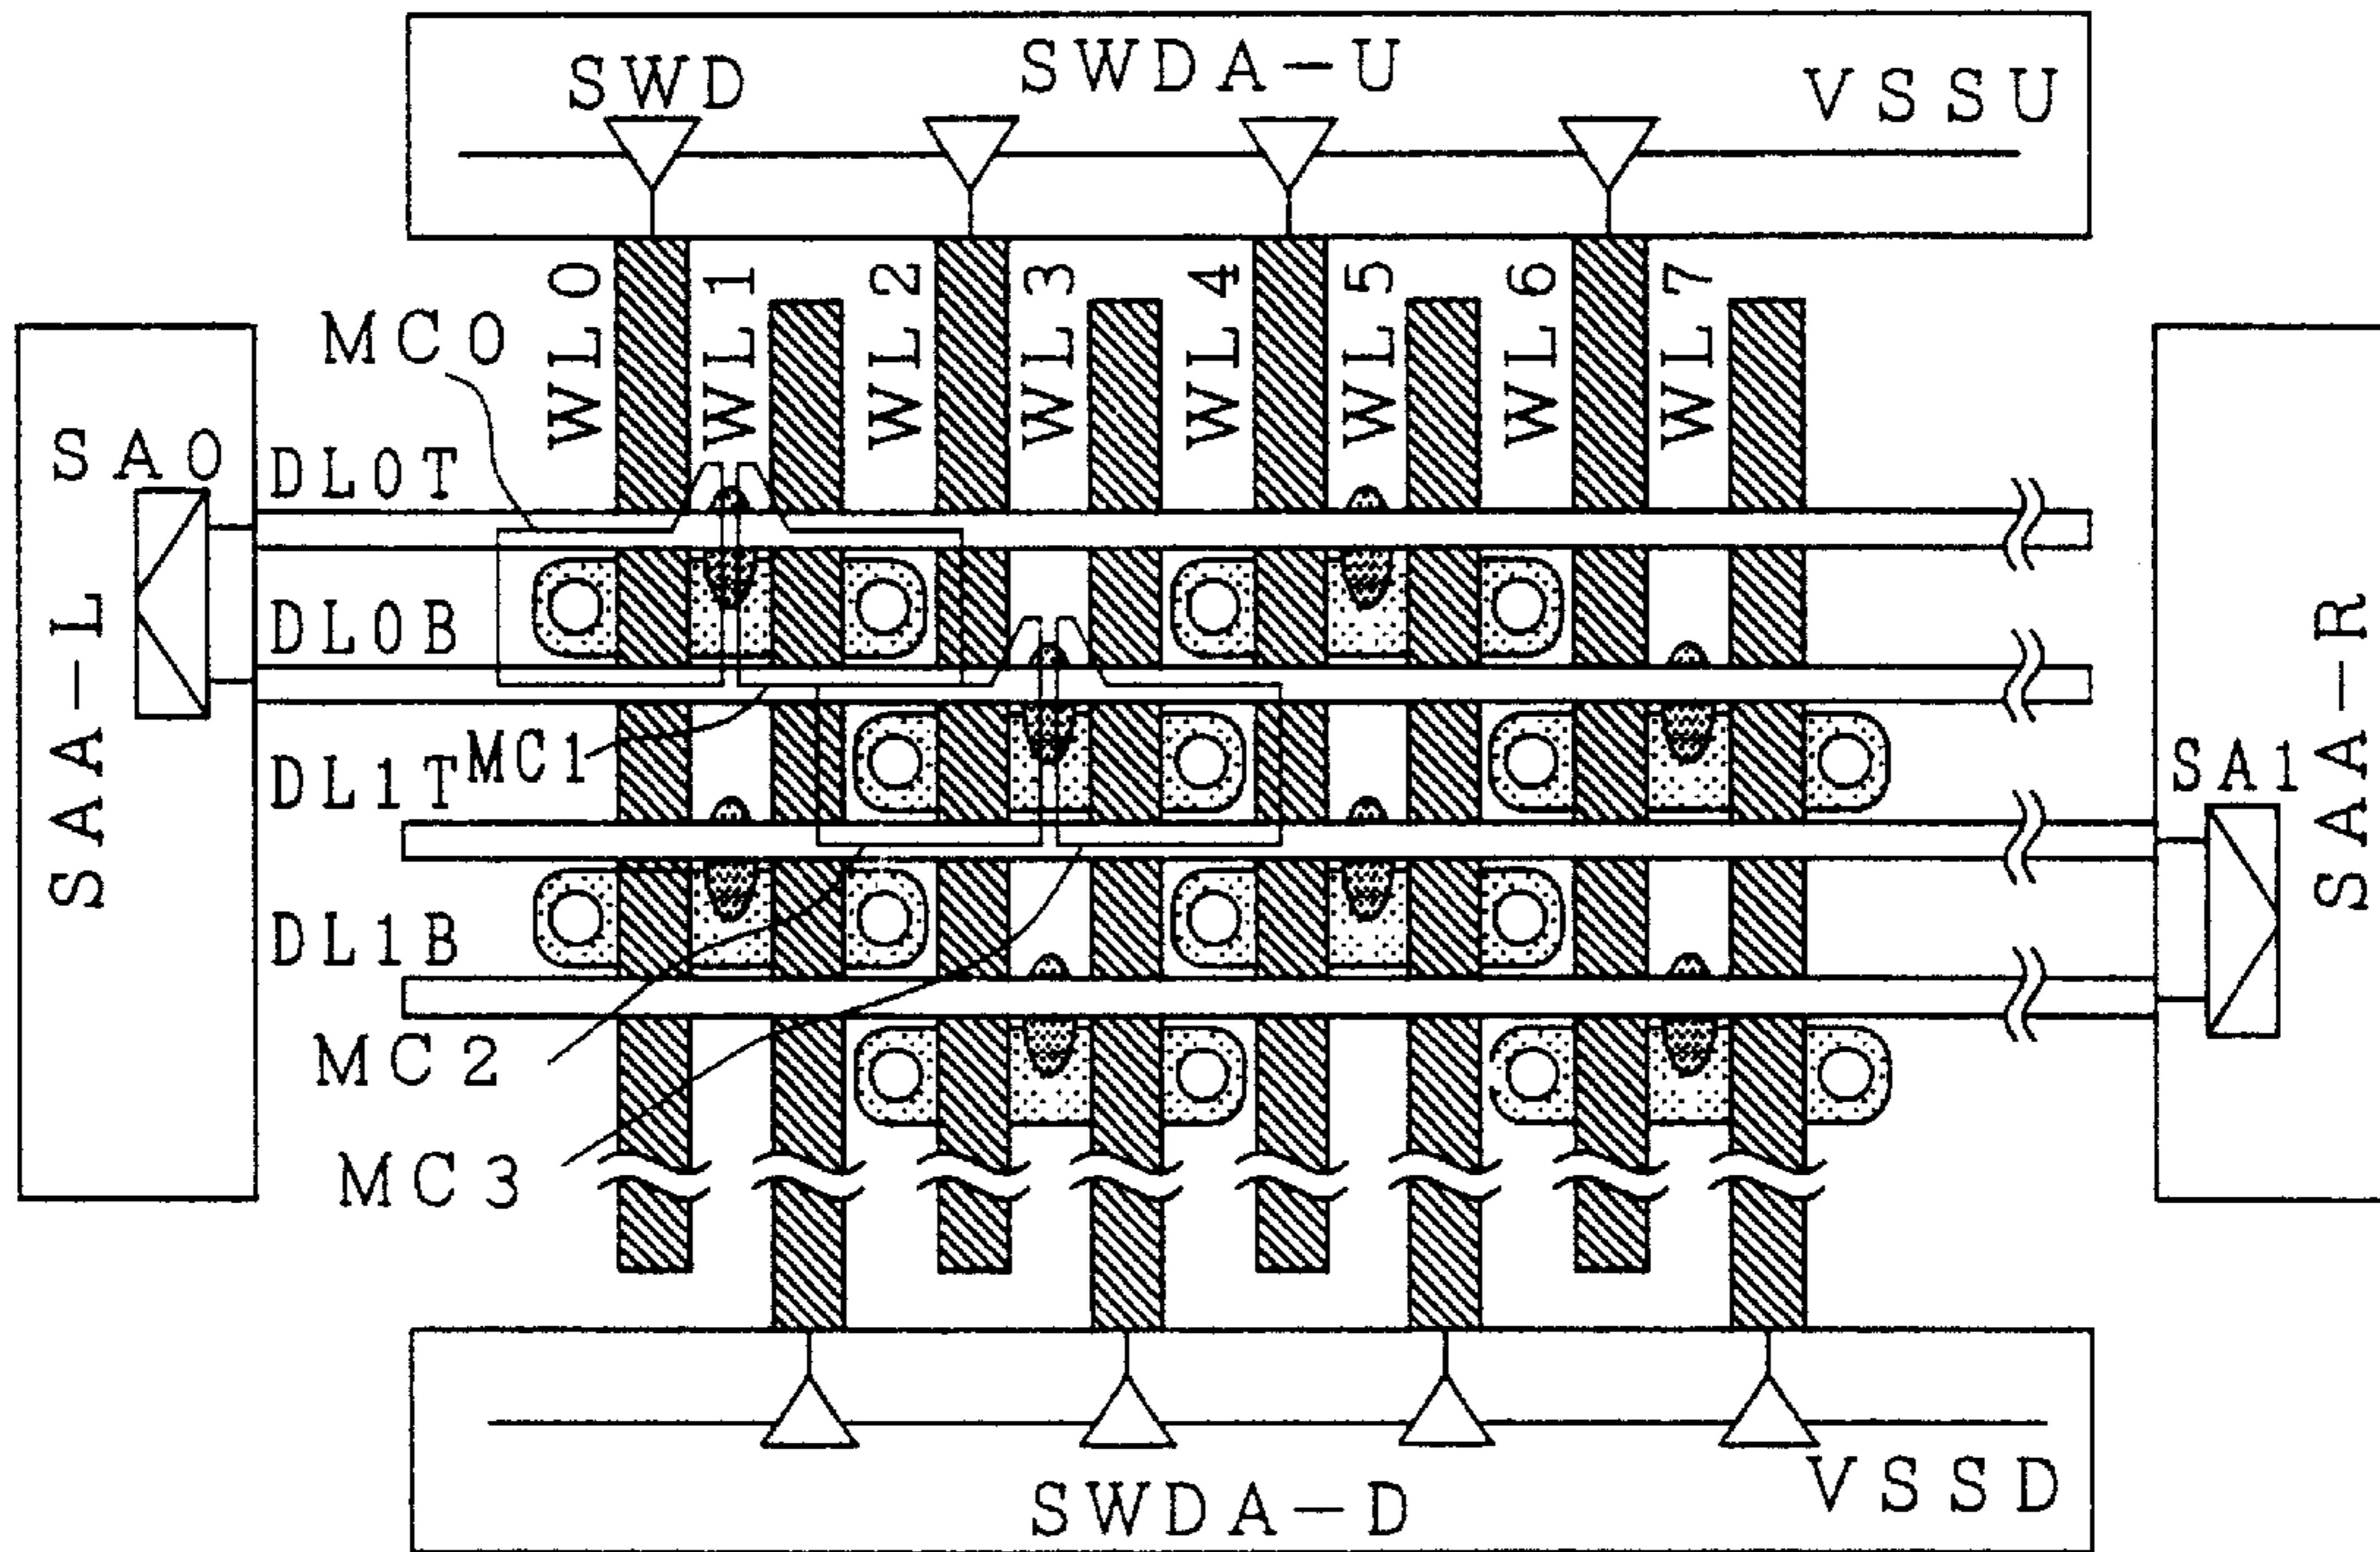 SWD
SWDA-U
VSSU
WL0
WL1
WL2
WL3
WL4
WL5
WL6
WL7
MC0
SA0
DL0T
DL0B
SAA-L
SAA-R
MC1
DL1T
SA1
DL1B
MC2
MC3
VSSD
SWDA-D